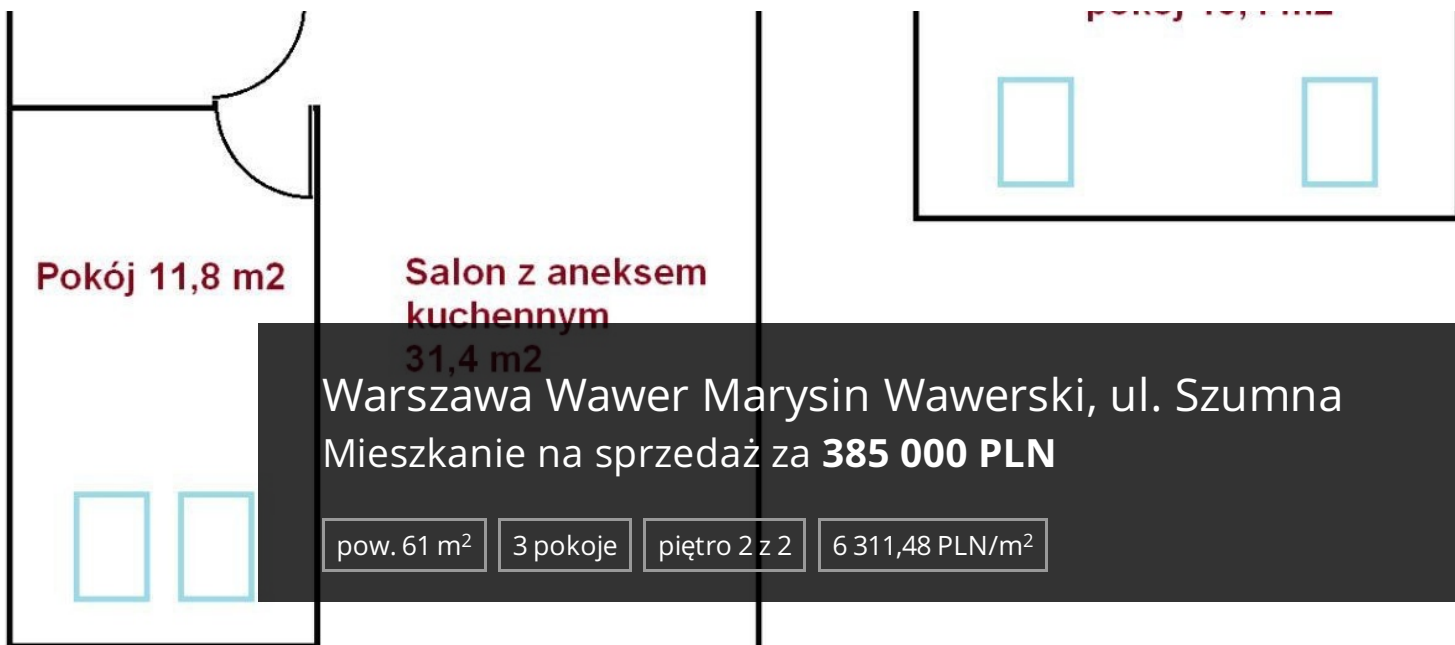 Pokój 11,8 m2
Salon z aneksem
kuchennym
31,4 m2
Warszawa Wawer Marysin Wawerski, ul. Szumna
Mieszkanie na sprzedaż za 385 000 PLN
pow. 61 m²
3 pokoje
piętro 2 z 2
6 311,48 PLN/m²